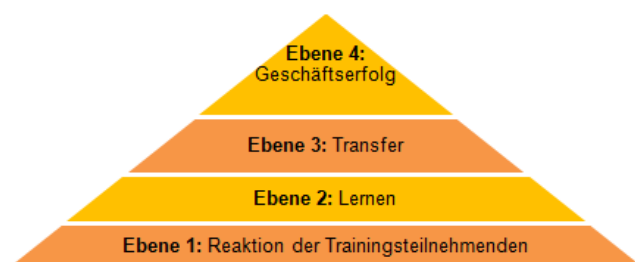 Ebene 4:
Geschäftserfolg
Ebene 3: Transfer
Ebene 2: Lernen
Ebene 1: Reaktion der Trainingsteilnehmenden